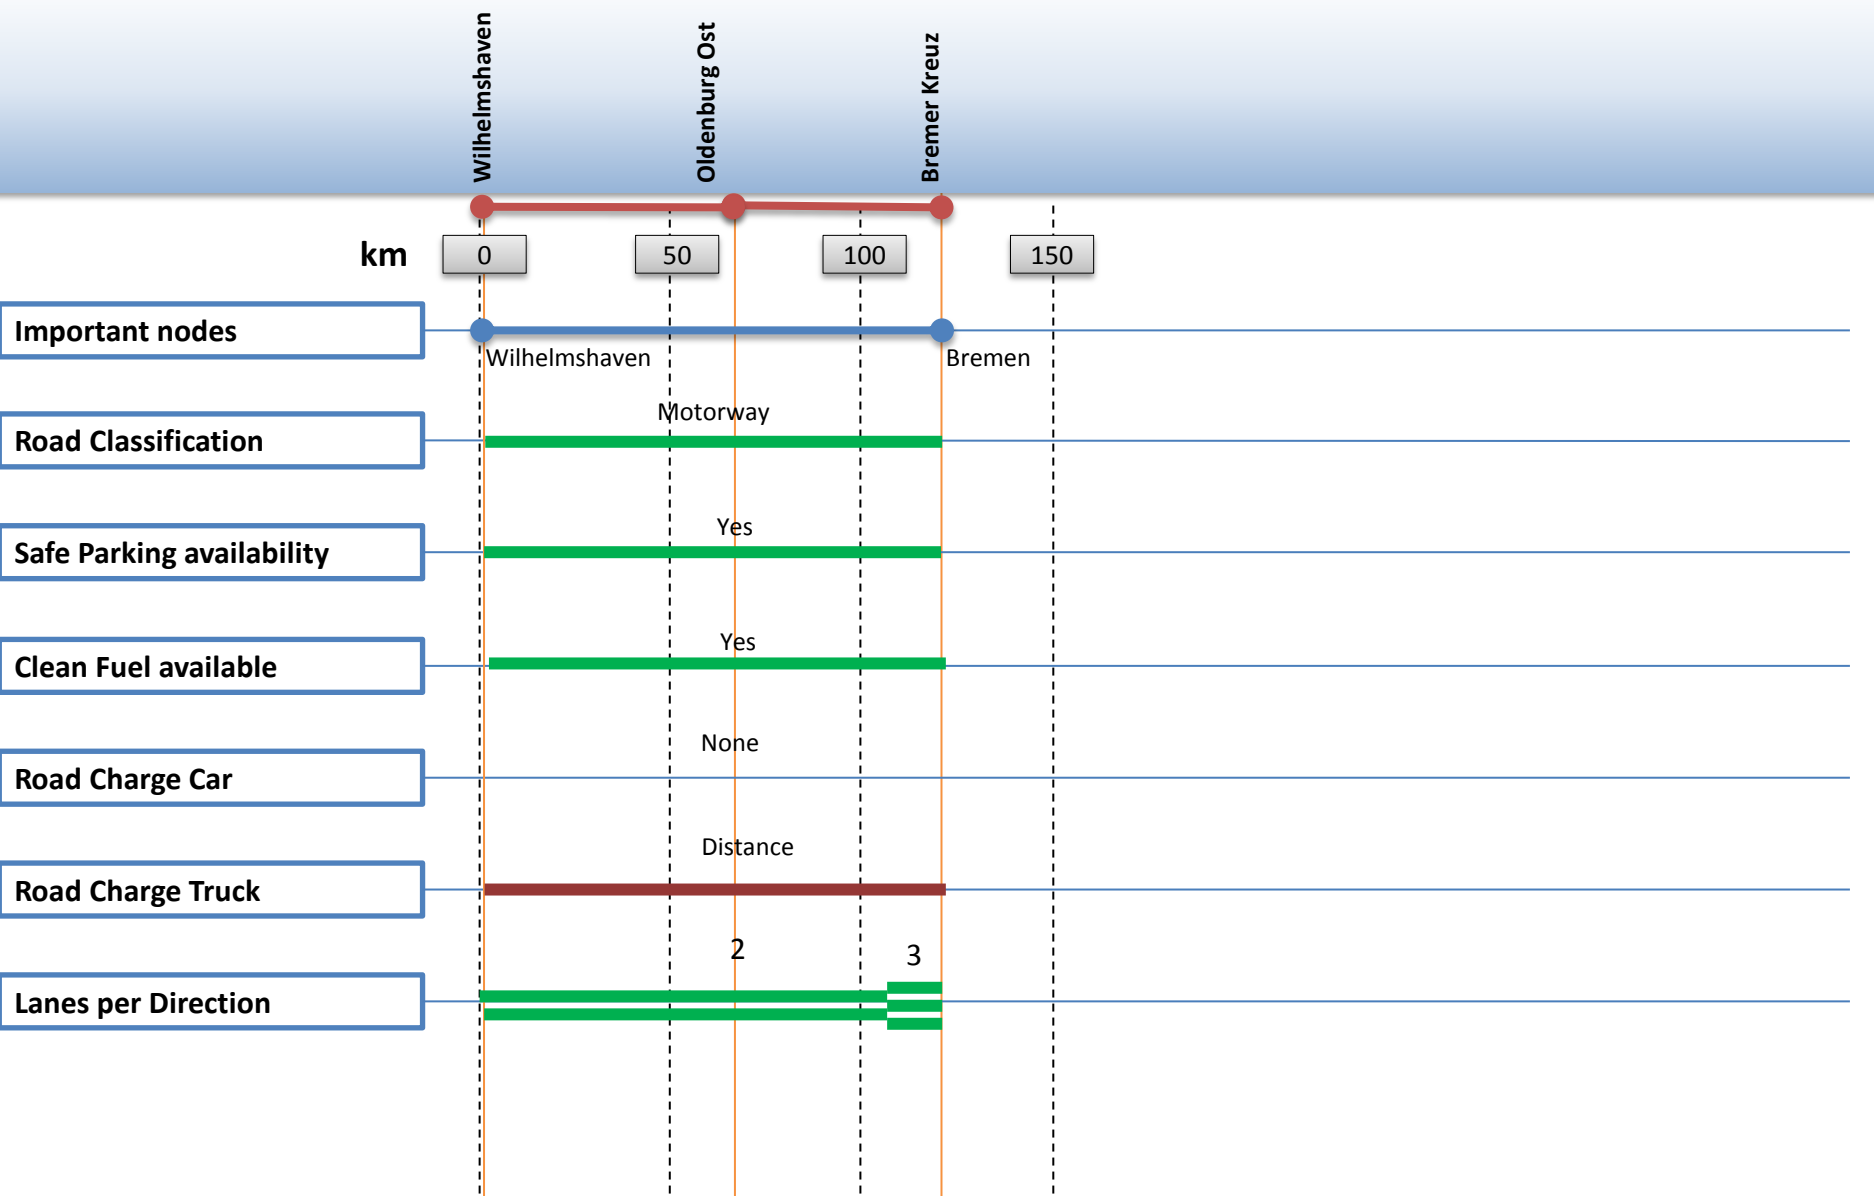 Wilhelmshaven
Oldenburg Ost
Bremer Kreuz
km
0
50
100
150
Important nodes
Wilhelmshaven
Bremen
Motorway
Road Classification
Yes
Safe Parking availability
Yes
Clean Fuel available
None
Road Charge Car
Distance
Road Charge Truck
2
3
Lanes per Direction